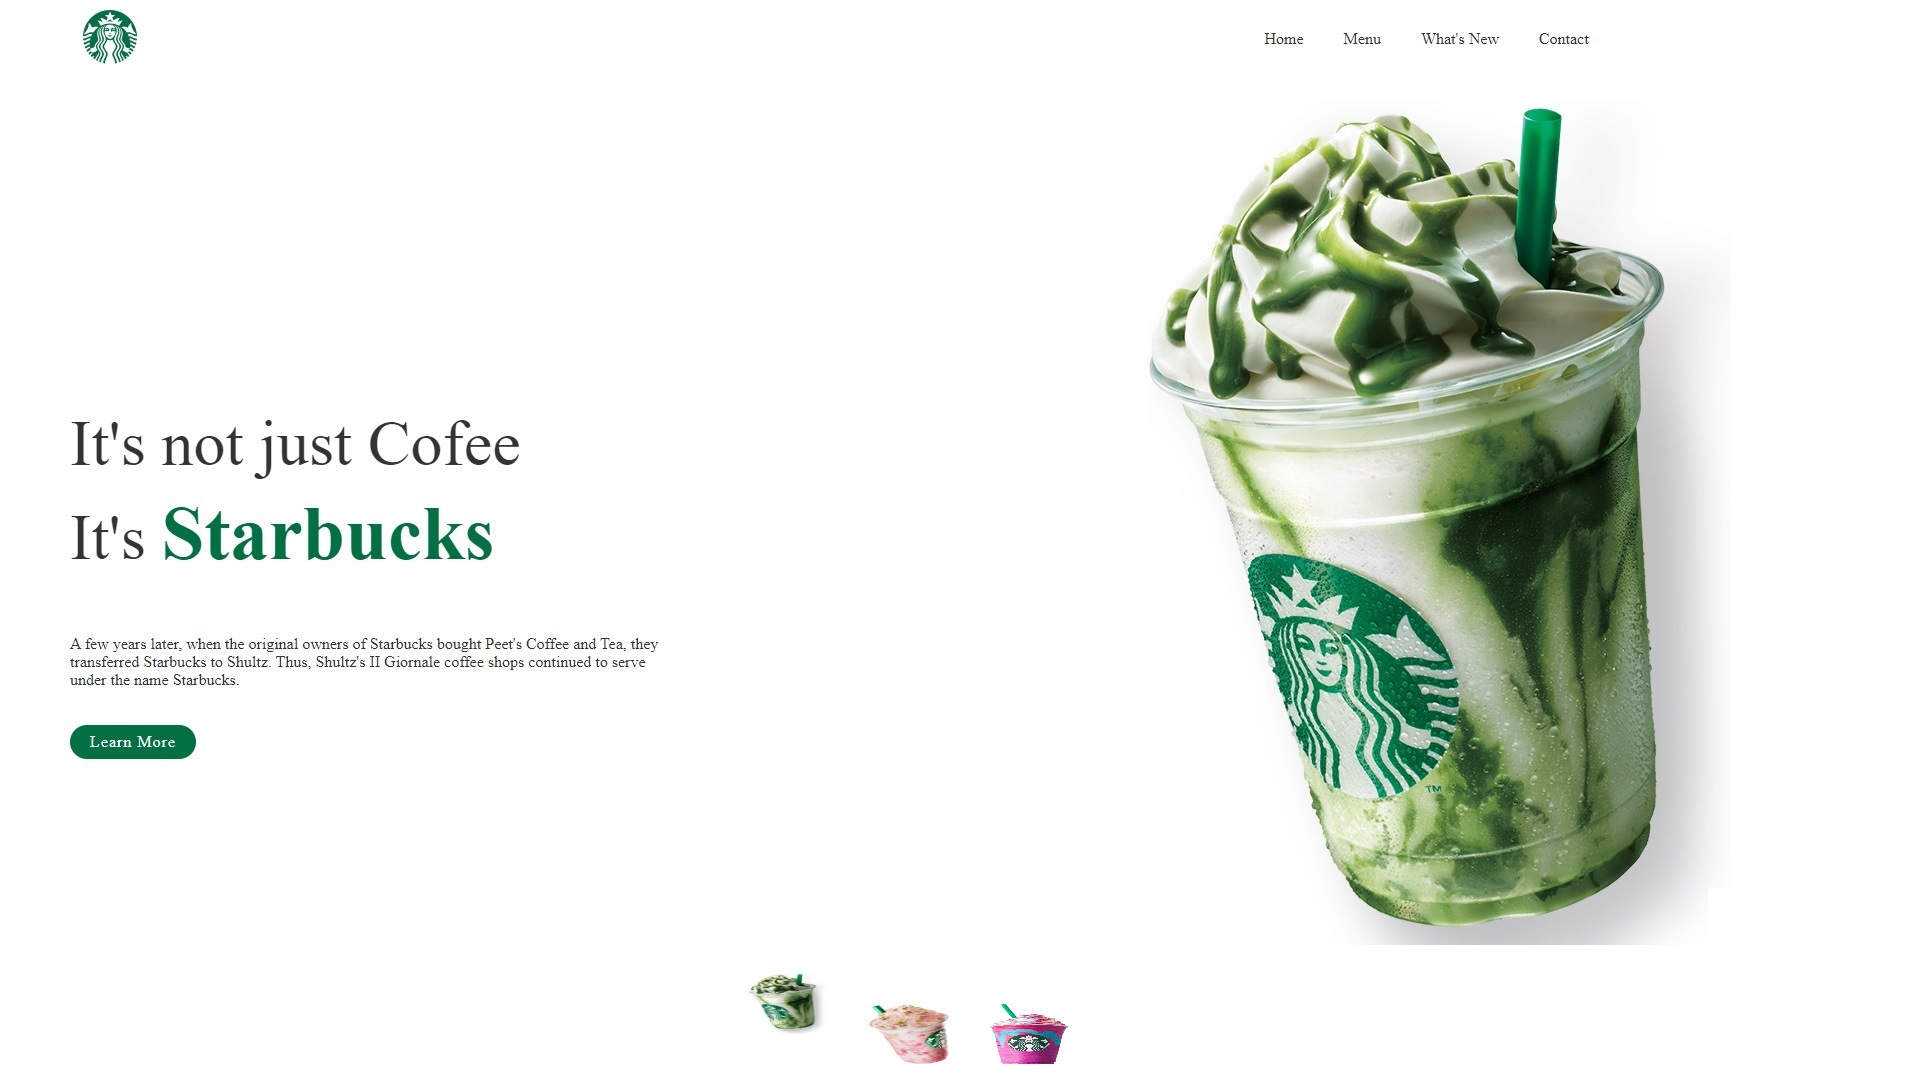 Home Menu What's New Contact
It's not just Cofee
It's Starbucks
A few years later, when the original owners of Starbucks bought Peet's Coffee and Tea, they
transferred Starbucks to Shultz. Thus, Shultz's II Giornale coffee shops continued to serve
under the name Starbucks.
Learn More
TM